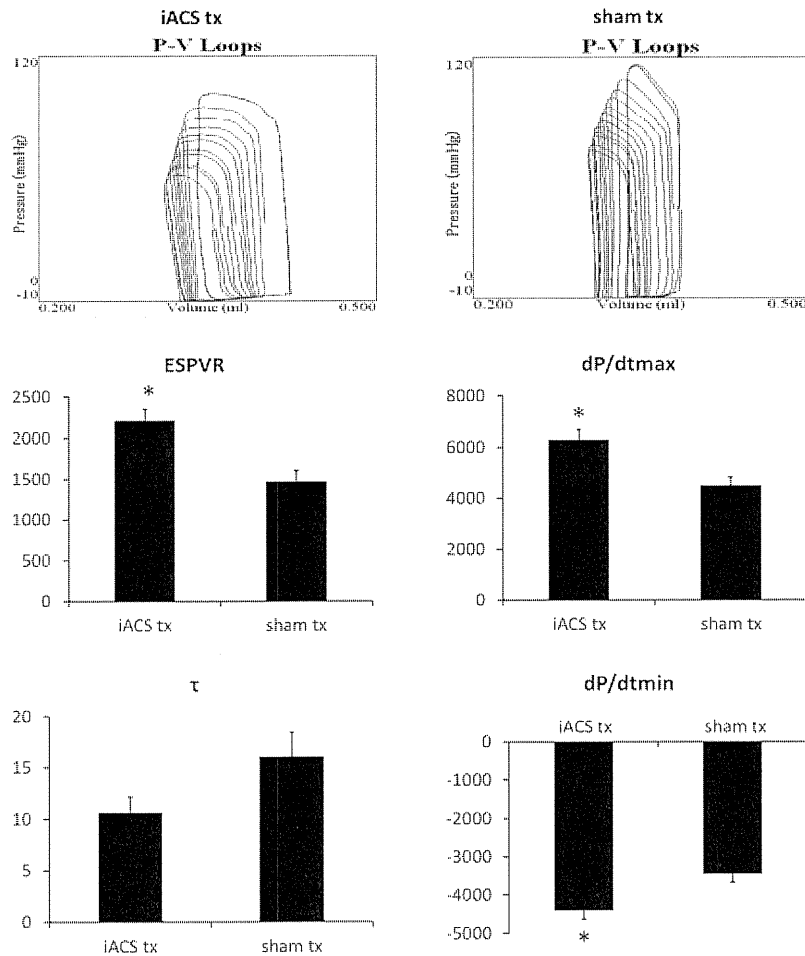 iACS tx
P-V Loops
120
Pressure (mmHg)
0
-10
0.200
Volume (ml)
0.500
sham tx
P-V Loops
120
Pressure (mmHg)
0
-10
0.200
Volume (ml)
0.500
ESPVR
2500
2000
1500
1000
500
0
*
iACS tx
sham tx
dP/dtmax
8000
6000
4000
2000
0
*
iACS tx
sham tx
τ
20
15
10
5
0
iACS tx
sham tx
dP/dtmin
iACS tx
sham tx
0
-1000
-2000
-3000
-4000
-5000
*